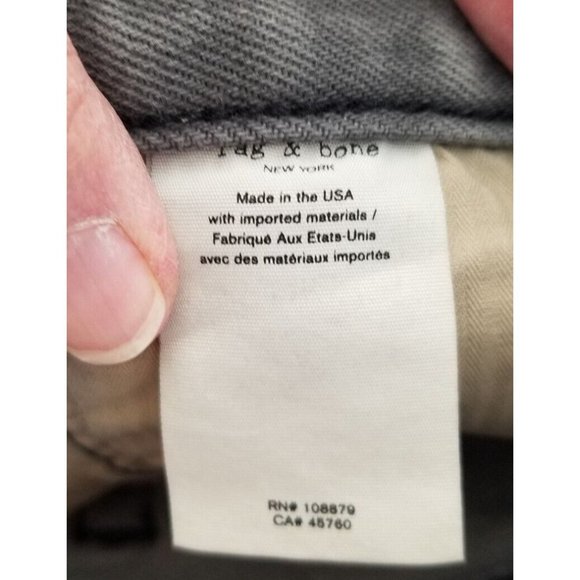 rag & bone
NEW YORK
Made in the USA
with imported materials /
Fabriqué Aux Etats-Unis
avec des matériaux importés
RN# 108879
CA# 45760